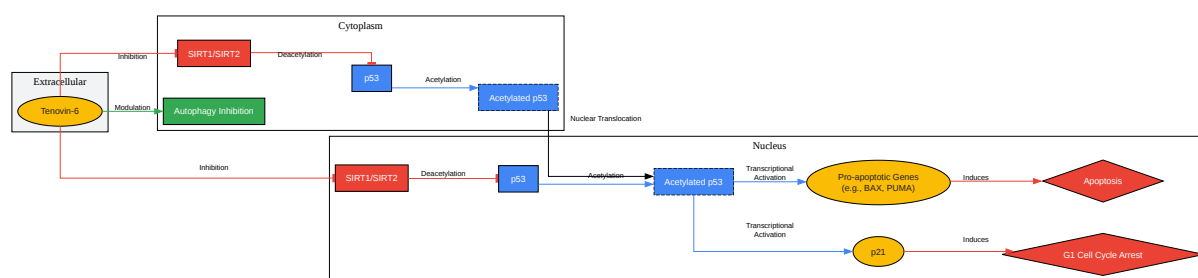 Cytoplasm
Inhibition
SIRT1/SIRT2
Deacetylation
p53
Acetylation
Acetylated p53
Extracellular
Tenovin-6
Modulation
Autophagy Inhibition
Nuclear Translocation
Nucleus
Inhibition
SIRT1/SIRT2
Deacetylation
p53
Acetylation
Acetylated p53
Transcriptional
Activation
Pro-apoptotic Genes
(e.g., BAX, PUMA)
Induces
Apoptosis
Transcriptional
Activation
p21
Induces
G1 Cell Cycle Arrest